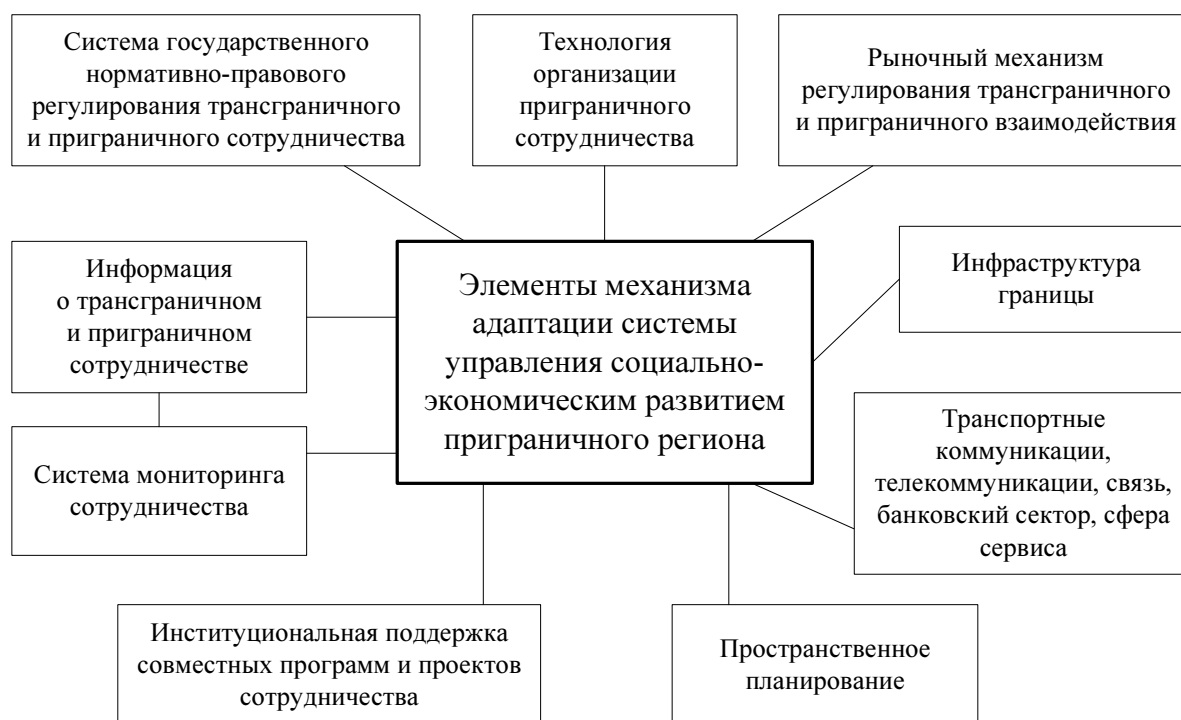 Система государственного
нормативно-правового
регулирования трансграничного
и приграничного сотрудничества
Технология
организации
приграничного
сотрудничества
Рыночный механизм
регулирования трансграничного
и приграничного взаимодействия
Информация
о трансграничном
и приграничном
сотрудничестве
Элементы механизма
адаптации системы
управления социально-
экономическим развитием
приграничного региона
Инфраструктура
границы
Система мониторинга
сотрудничества
Транспортные
коммуникации,
телекоммуникации, связь,
банковский сектор, сфера
сервиса
Институциональная поддержка
совместных программ и проектов
сотрудничества
Пространственное
планирование